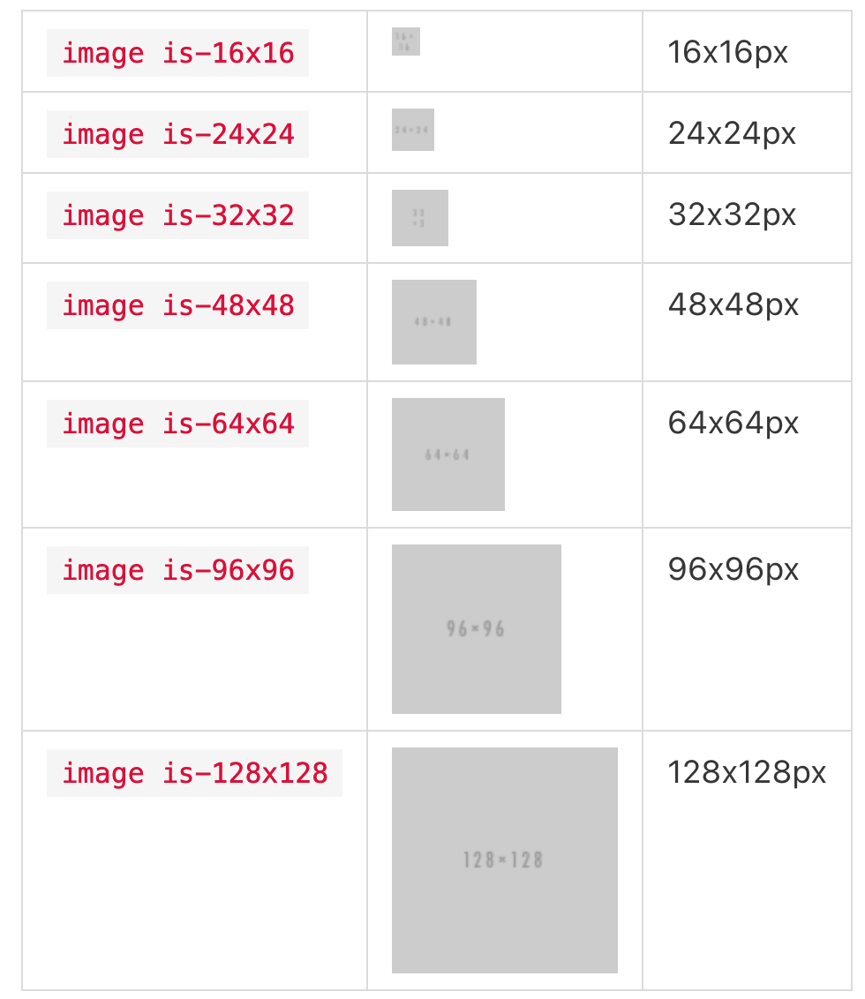 image is-16x16
16×
16
16x16px
image is-24x24
24×24
24x24px
image is-32x32
32
×3
32x32px
image is-48x48
48×48
48x48px
image is-64x64
64×64
64x64px
image is-96x96
96×96
96x96px
image is-128x128
128×128
128x128px